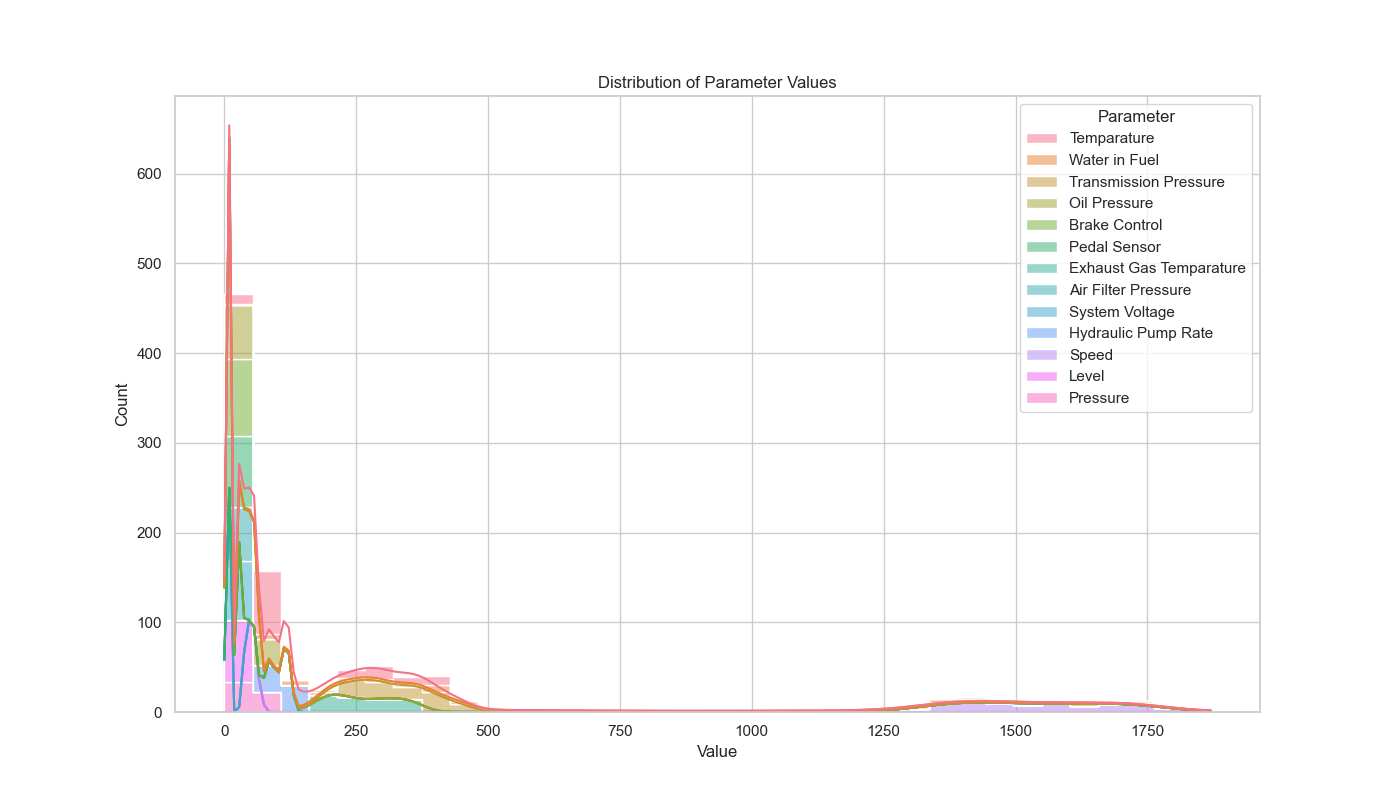 Distribution of Parameter Values
Parameter
Temparature
Water in Fuel
Transmission Pressure
Oil Pressure
Brake Control
Pedal Sensor
Exhaust Gas Temparature
Air Filter Pressure
System Voltage
Hydraulic Pump Rate
Speed
Level
Pressure
Count
600
500
400
300
200
100
0
0 250 500 750 1000 1250 1500 1750
Value